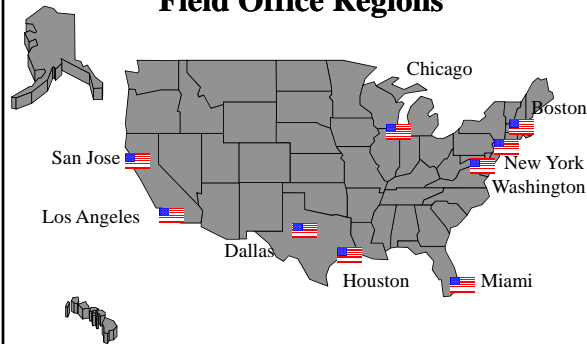 Field Office Regions
Chicago
Boston
San Jose
New York
Washington
Los Angeles
Dallas
Houston
Miami